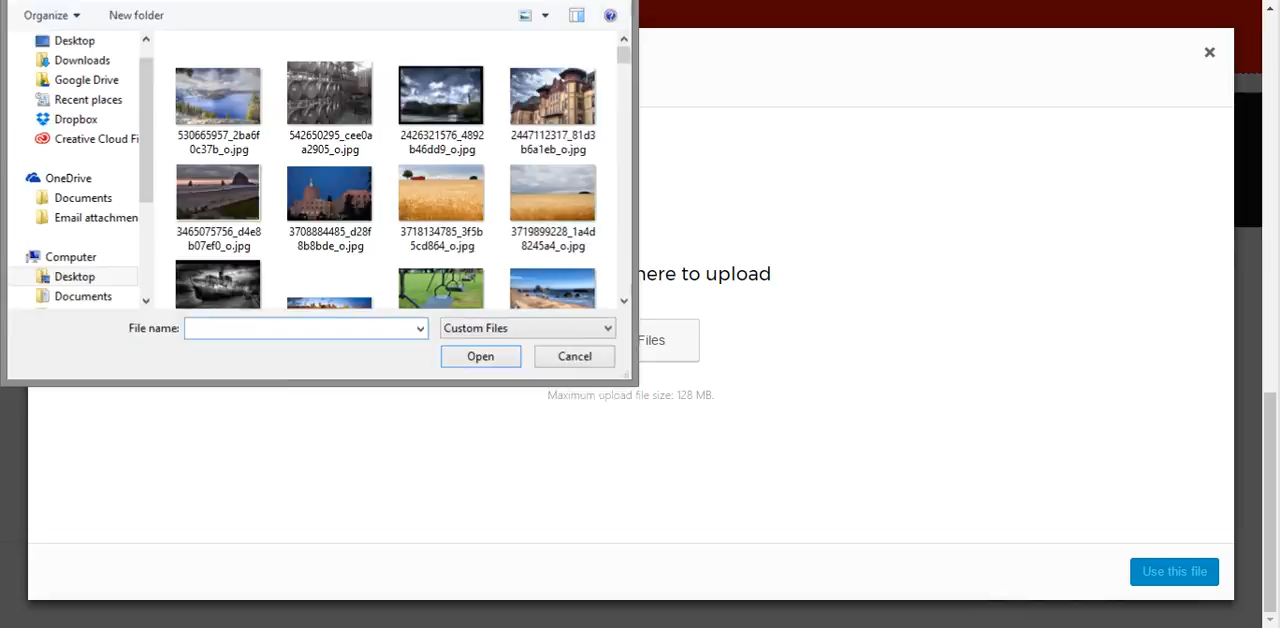 Organize
New folder
Desktop
Downloads
Google Drive
Recent places
Dropbox
Creative Cloud Fi
OneDrive
Documents
Email attachmen
Computer
Desktop
Documents
530665957_2ba6f
0c37b_o.jpg
542650295_cee0a
a2905_o.jpg
2426321576_4892
b46dd9_o.jpg
2447112317_81d3
b6a1eb_o.jpg
3465075756_d4e8
b07ef0_o.jpg
3708884485_d28f
8b8bde_o.jpg
3718134785_3f5b
5cd864_o.jpg
3719899228_1a4d
8245a4_o.jpg
File name:
Custom Files
Open
Cancel
here to upload
Files
Maximum upload file size: 128 MB.
Use this file